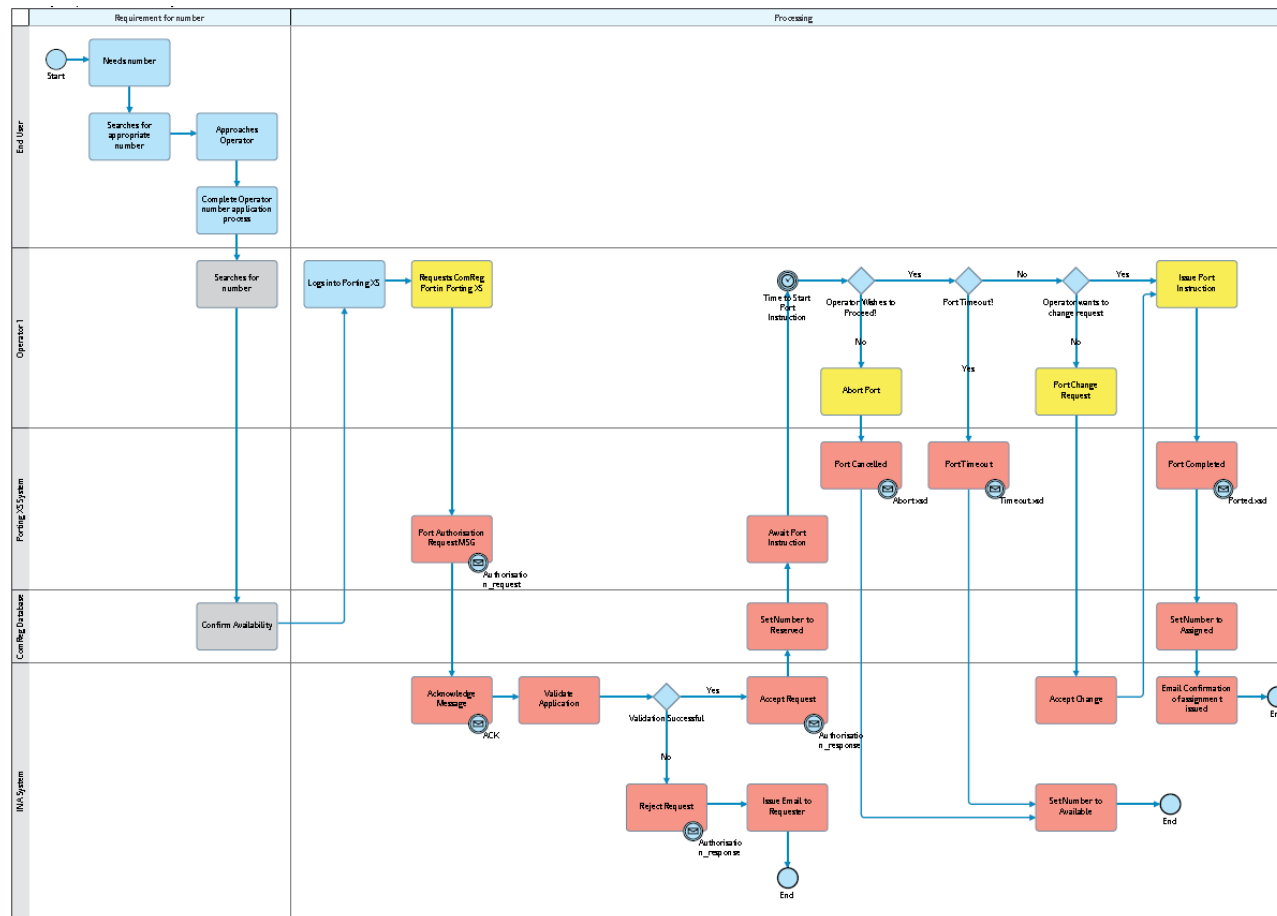 Requirement for number
Processing
End User
Start
Needs number
Searches for
appropriate
number
Approaches
Operator
Complete Operator
number application
process
Operator 1
Searches for
number
Logs into Porting XS
Requests ComReg
Port in Porting XS
Time to Start
Port
Instruction
Operator Wishes to
Proceed?
Yes
No
Port Timeout?
No
Yes
Operator wants to
change request
Yes
No
Issue Port
Instruction
Abort Port
Port Change
Request
Porting XS System
Port Cancelled
Abort.xsd
Port Timeout
Timeout.xsd
Port Completed
Ported.xsd
Port Authorisation
Request MSG
Authorisatio
n_request
Await Port
Instruction
ComReg Database
Confirm Availability
Set Number to
Reserved
Set Number to
Assigned
INA System
Acknowledge
Message
ACK
Validate
Application
Validation Successful
Yes
No
Accept Request
Authorisatio
n_response
Accept Change
Email Confirmation
of assignment
issued
End
Reject Request
Authorisatio
n_response
Issue Email to
Requester
End
Set Number to
Available
End